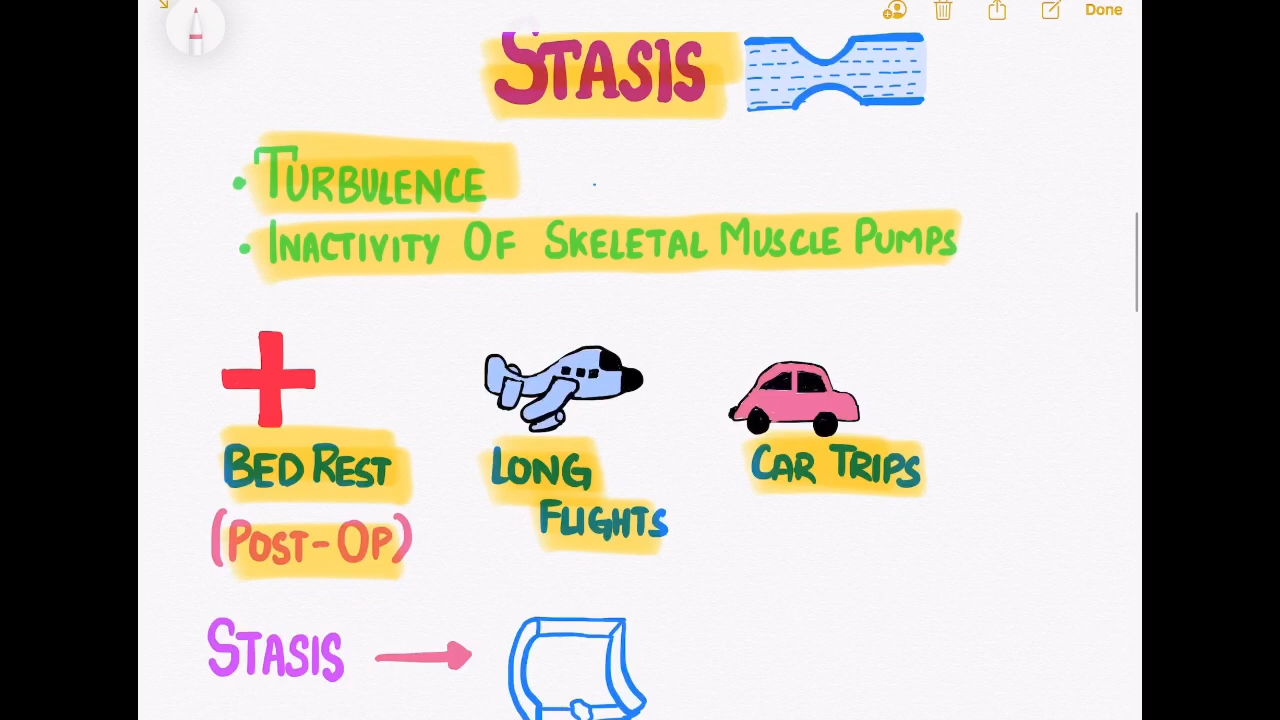 Done
STASIS
• TURBULENCE
• INACTIVITY OF SKELETAL MUSCLE PUMPS
BED REST
(POST-OP)
LONG
FLIGHTS
CAR TRIPS
STASIS